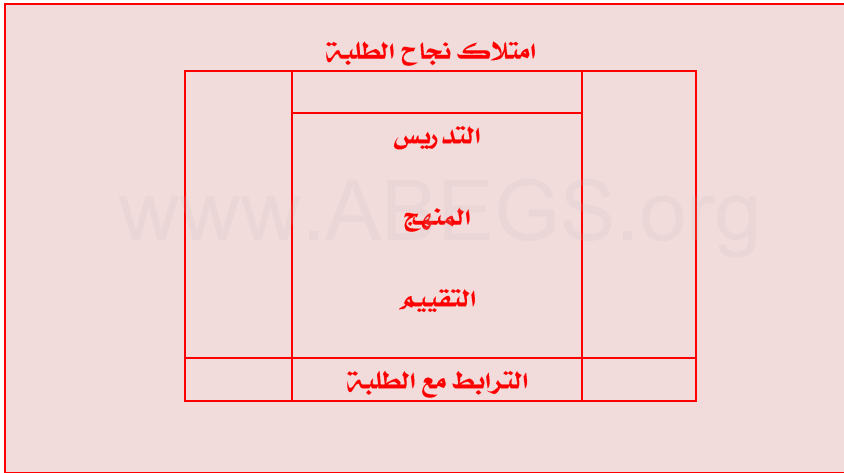 امتلاك نجاح الطلبة
التدريس
www.ABEGS.org
المنهج
التقييم
الترابط مع الطلبة